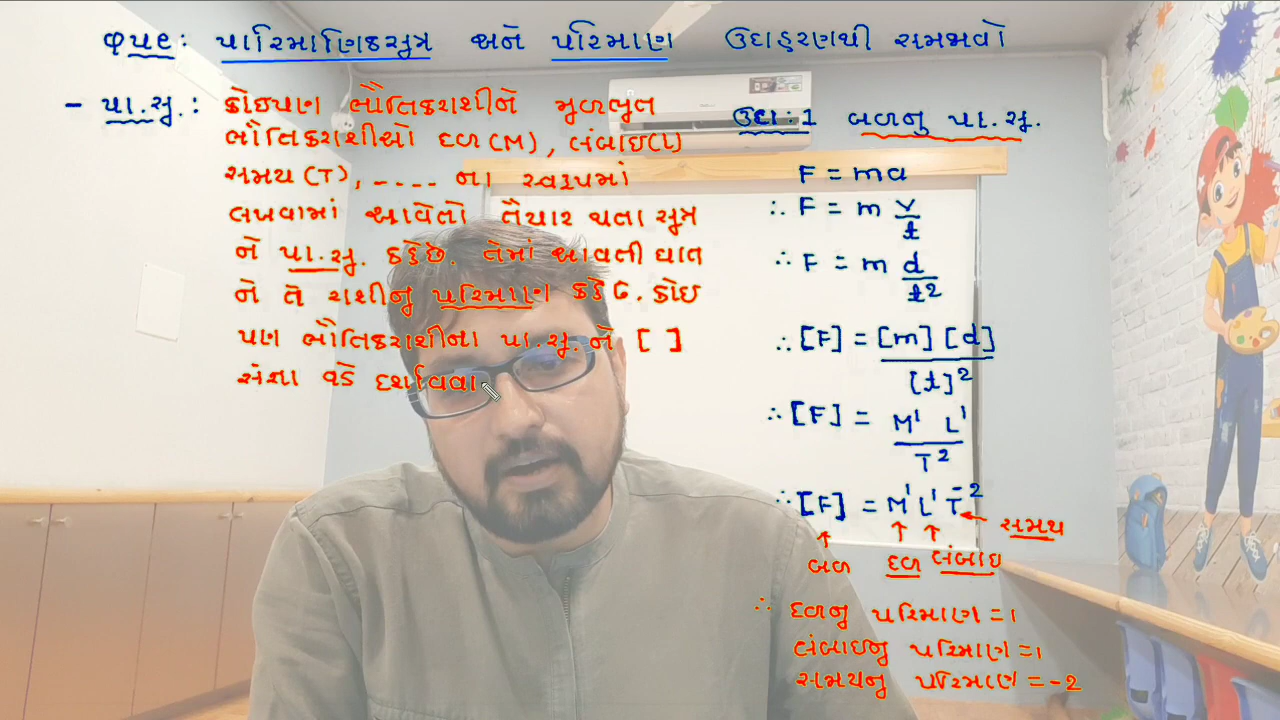 વ્યાખ્યા: પારિમાણિકસુત્ર અને પરિમાણ ઉદાહરણથી સમજાવો
- પા.સૂ.: કોઇપણ ભૌતિકરાશીને મૂળભૂત
ભૌતિકરાશીઓ દળ(M), લંબાઇ(L)
સમય(T), ---- ના સ્વરૂપમાં
લખવામાં આવેતો તૈયાર થતા સુત્ર
ને પા.સૂ. કહેછે. તેમાં આવતી ઘાત
ને તે રાશીનું પરિમાણ કહેછે. કોઇ
પણ ભૌતિકરાશીના પા.સૂ. ને [ ]
સંજ્ઞા વડે દર્શાવવા
ઉદા:1 બળનુ પા.સૂ.
F = ma
∴ F = m v/t
∴ F = m d/t²
∴ [F] = [m][d]/[t]²
∴ [F] = M¹ L¹/T²
∴ [F] = M¹ L¹ T⁻²
સમય
બળ દળ લંબાઇ
∴ દળનુ પરિમાણ = 1
લંબાઇનુ પરિમાણ = 1
સમયનુ પરિમાણ = -2